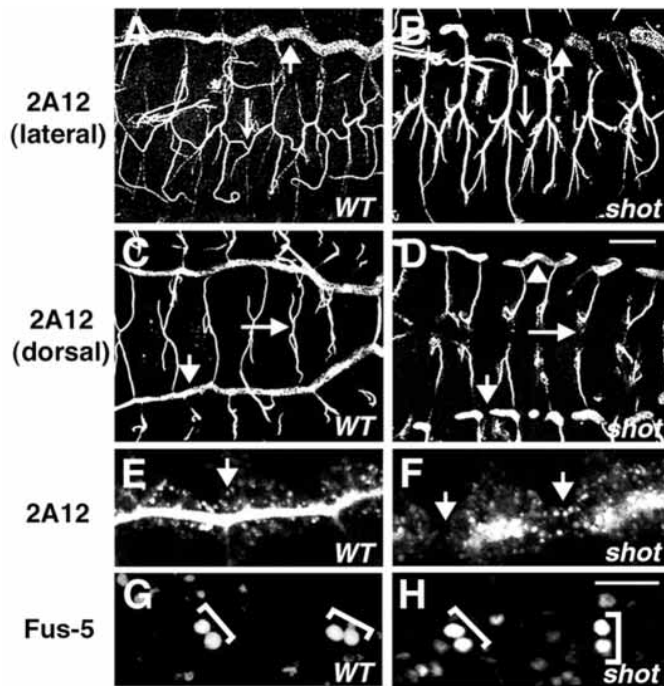 A
B
2A12
(lateral)
WT
shot
C
D
2A12
(dorsal)
WT
shot
E
F
2A12
WT
shot
G
H
Fus-5
WT
shot